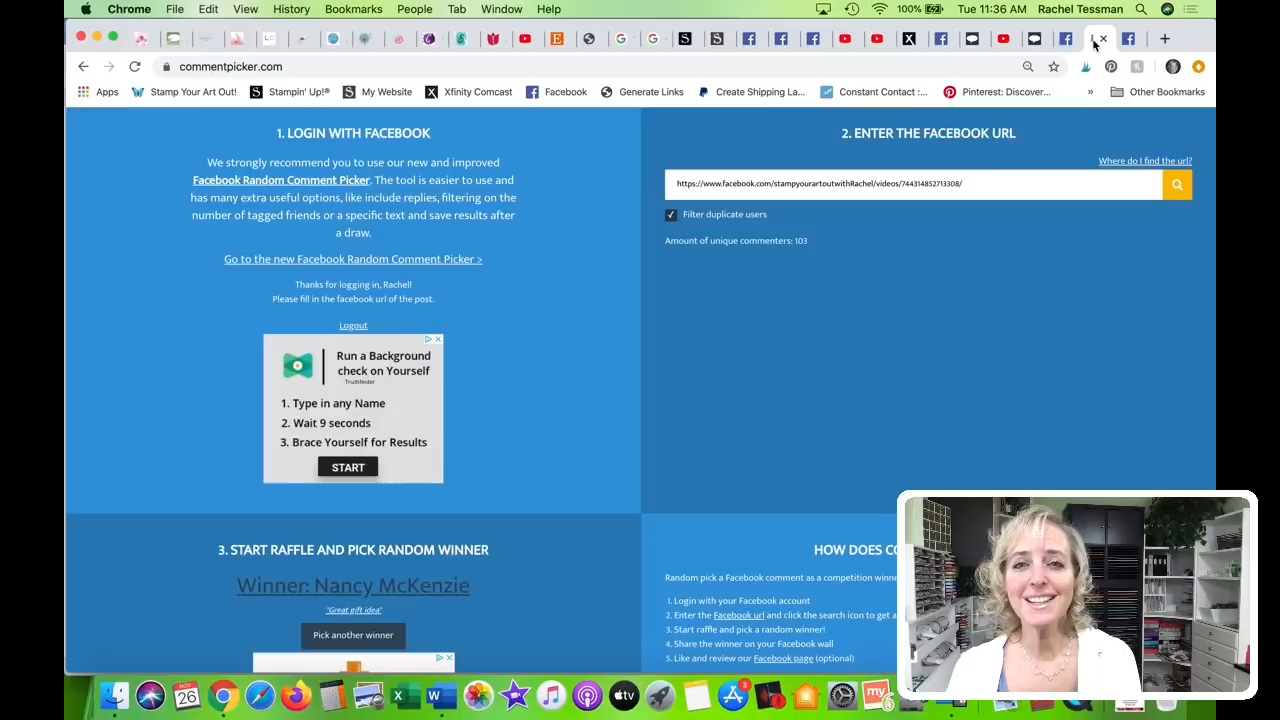 Chrome File Edit View History Bookmarks People Tab Window Help 100% Tue 11:36 AM Rachel Tessman
commentpicker.com
Apps Stamp Your Art Out! Stampin' Up!® My Website Xfinity Comcast Facebook Generate Links Create Shipping La... Constant Contact :... Pinterest: Discover... » Other Bookmarks
1. LOGIN WITH FACEBOOK
We strongly recommend you to use our new and improved
Facebook Random Comment Picker. The tool is easier to use and
has many extra useful options, like include replies, filtering on the
number of tagged friends or a specific text and save results after
a draw.
Go to the new Facebook Random Comment Picker >
Thanks for logging in, Rachel!
Please fill in the facebook url of the post.
Logout
Run a Background
check on Yourself
Truthfinder
1. Type in any Name
2. Wait 9 seconds
3. Brace Yourself for Results
START
2. ENTER THE FACEBOOK URL
Where do I find the url?
https://www.facebook.com/stampyourartoutwithRachel/videos/744314852713308/
Filter duplicate users
Amount of unique commenters: 103
3. START RAFFLE AND PICK RANDOM WINNER
Winner: Nancy McKenzie
"Great gift idea"
Pick another winner
HOW DOES CO
Random pick a Facebook comment as a competition winne
1. Login with your Facebook account
2. Enter the Facebook url and click the search icon to get a
3. Start raffle and pick a random winner!
4. Share the winner on your Facebook wall
5. Like and review our Facebook page (optional)
NOV
26
X
W
tv
3
my
6